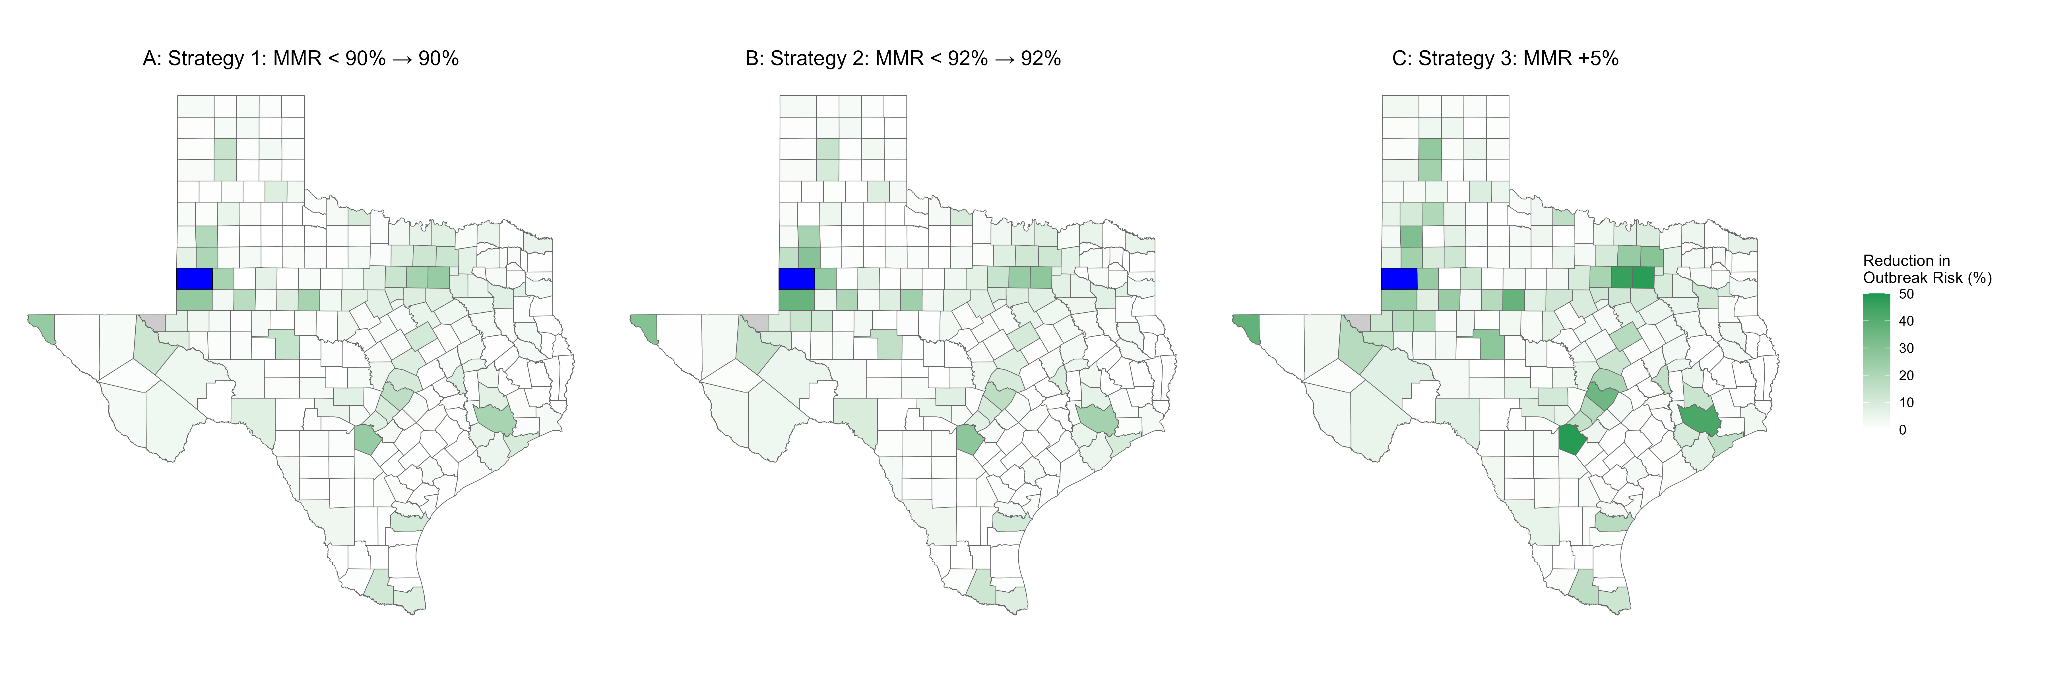 A: Strategy 1: MMR < 90% → 90%
B: Strategy 2: MMR < 92% → 92%
C: Strategy 3: MMR +5%
Reduction in
Outbreak Risk (%)
50
40
30
20
10
0